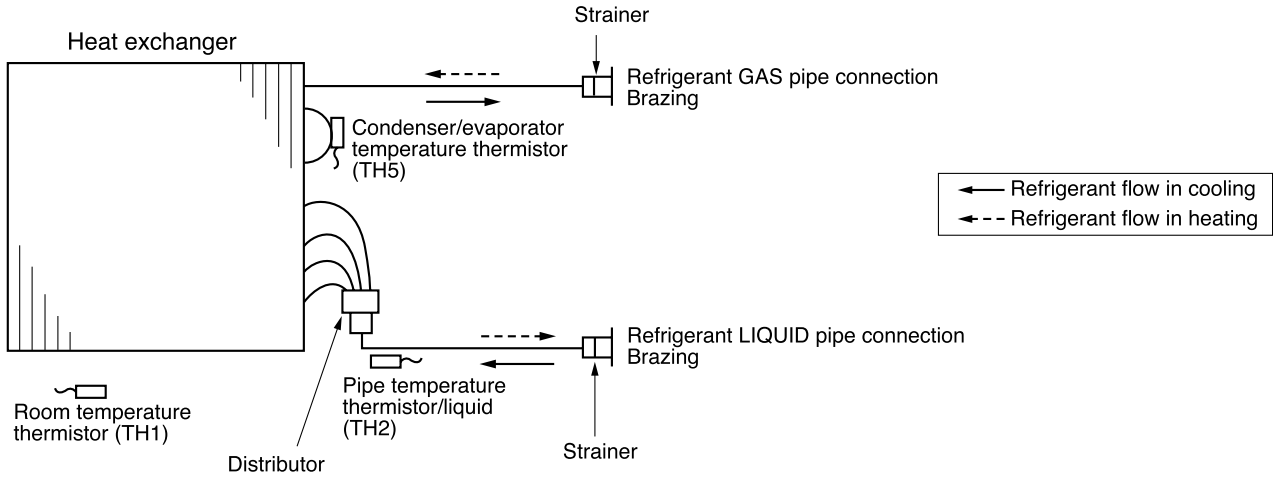 Strainer
Heat exchanger
Refrigerant GAS pipe connection
Brazing
Condenser/evaporator
temperature thermistor
(TH5)
Refrigerant flow in cooling
Refrigerant flow in heating
Refrigerant LIQUID pipe connection
Brazing
Pipe temperature
thermistor/liquid
(TH2)
Room temperature
thermistor (TH1)
Strainer
Distributor